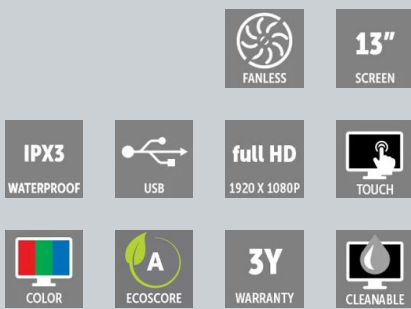 FANLESS
13"
SCREEN
IPX3
WATERPROOF
USB
full HD
1920 X 1080P
TOUCH
COLOR
A
ECOSCORE
3Y
WARRANTY
CLEANABLE